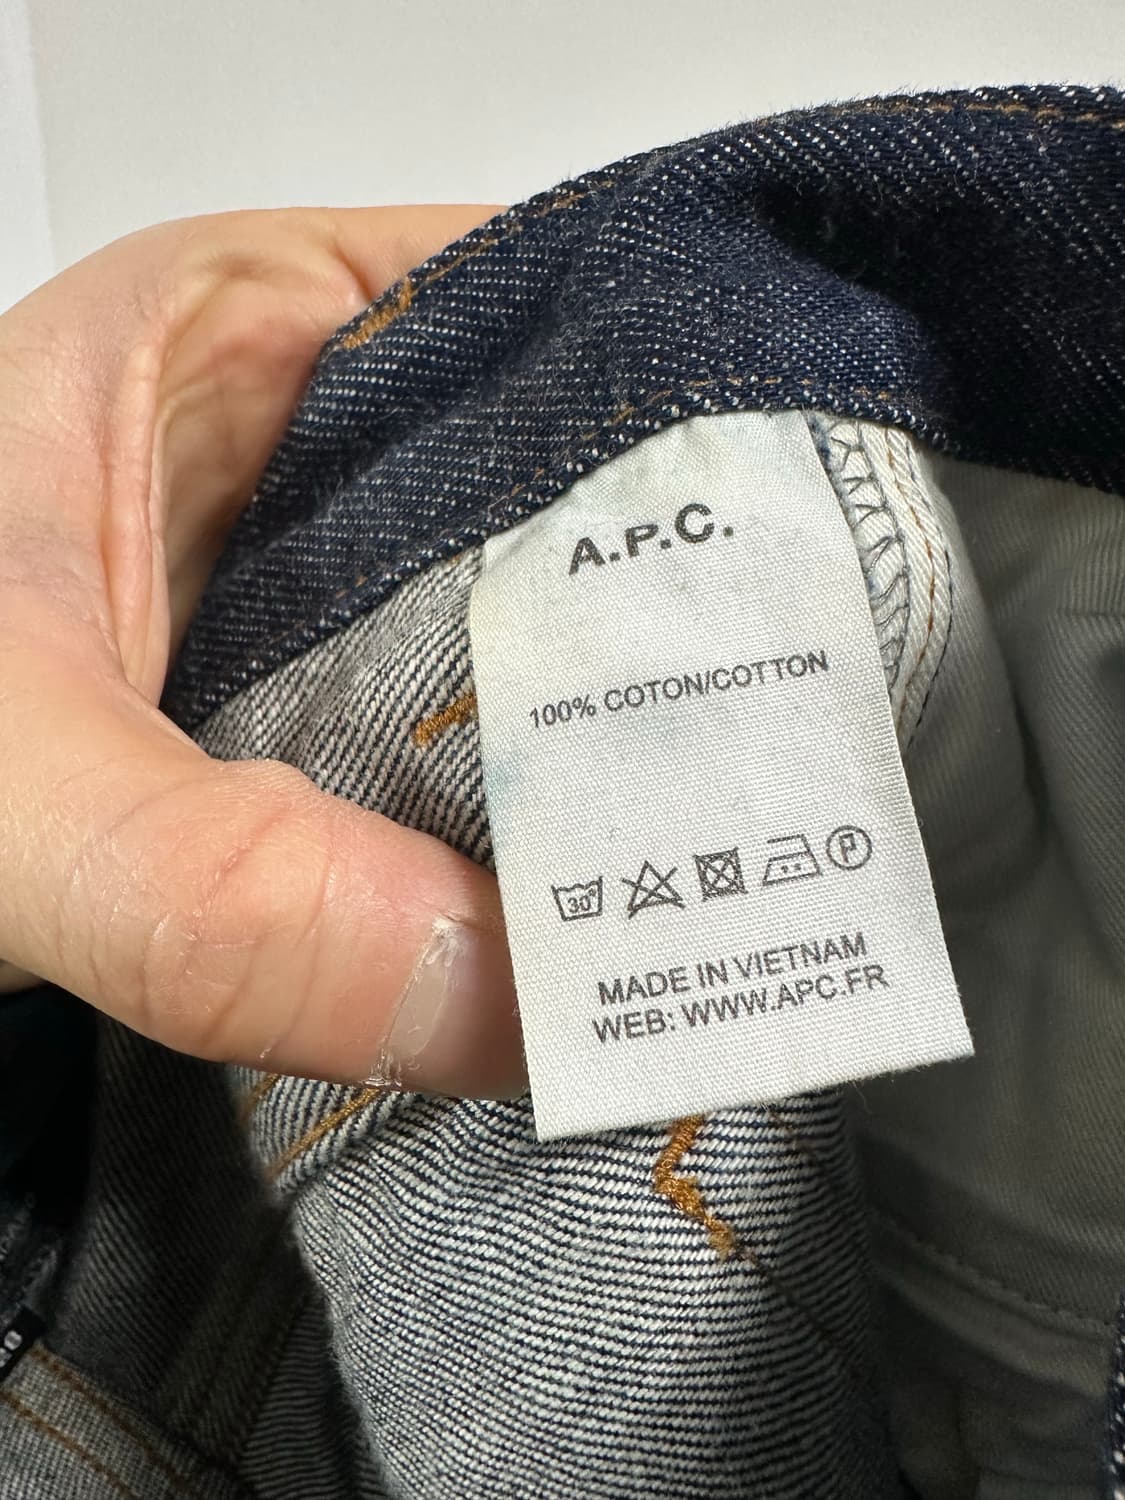 A.P.C.
100% COTON/COTTON
30° P
MADE IN VIETNAM
WEB: WWW.APC.FR